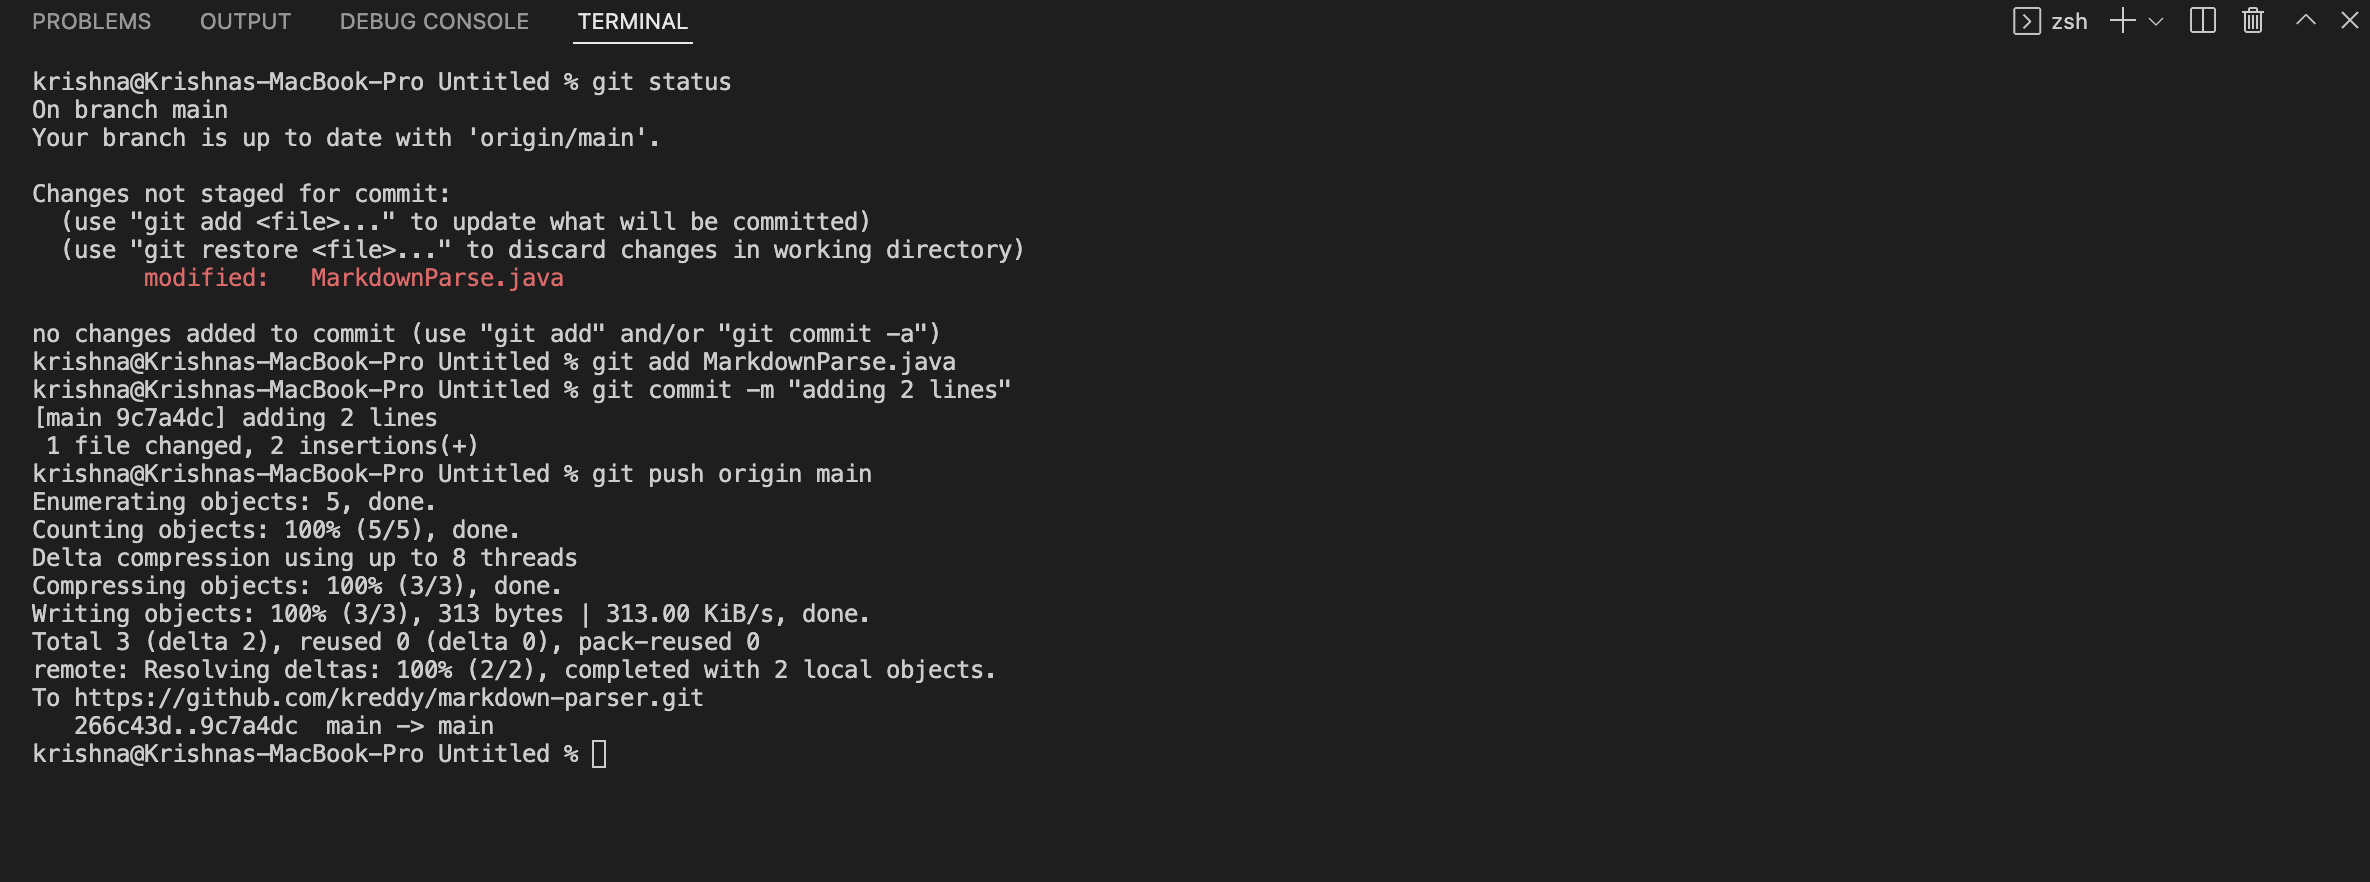 PROBLEMS OUTPUT DEBUG CONSOLE TERMINAL zsh
krishna@Krishnas-MacBook-Pro Untitled % git status
On branch main
Your branch is up to date with 'origin/main'.
Changes not staged for commit:
(use "git add <file>..." to update what will be committed)
(use "git restore <file>..." to discard changes in working directory)
modified: MarkdownParse.java
no changes added to commit (use "git add" and/or "git commit -a")
krishna@Krishnas-MacBook-Pro Untitled % git add MarkdownParse.java
krishna@Krishnas-MacBook-Pro Untitled % git commit -m "adding 2 lines"
[main 9c7a4dc] adding 2 lines
1 file changed, 2 insertions(+)
krishna@Krishnas-MacBook-Pro Untitled % git push origin main
Enumerating objects: 5, done.
Counting objects: 100% (5/5), done.
Delta compression using up to 8 threads
Compressing objects: 100% (3/3), done.
Writing objects: 100% (3/3), 313 bytes | 313.00 KiB/s, done.
Total 3 (delta 2), reused 0 (delta 0), pack-reused 0
remote: Resolving deltas: 100% (2/2), completed with 2 local objects.
To https://github.com/kreddy/markdown-parser.git
266c43d..9c7a4dc main -> main
krishna@Krishnas-MacBook-Pro Untitled %